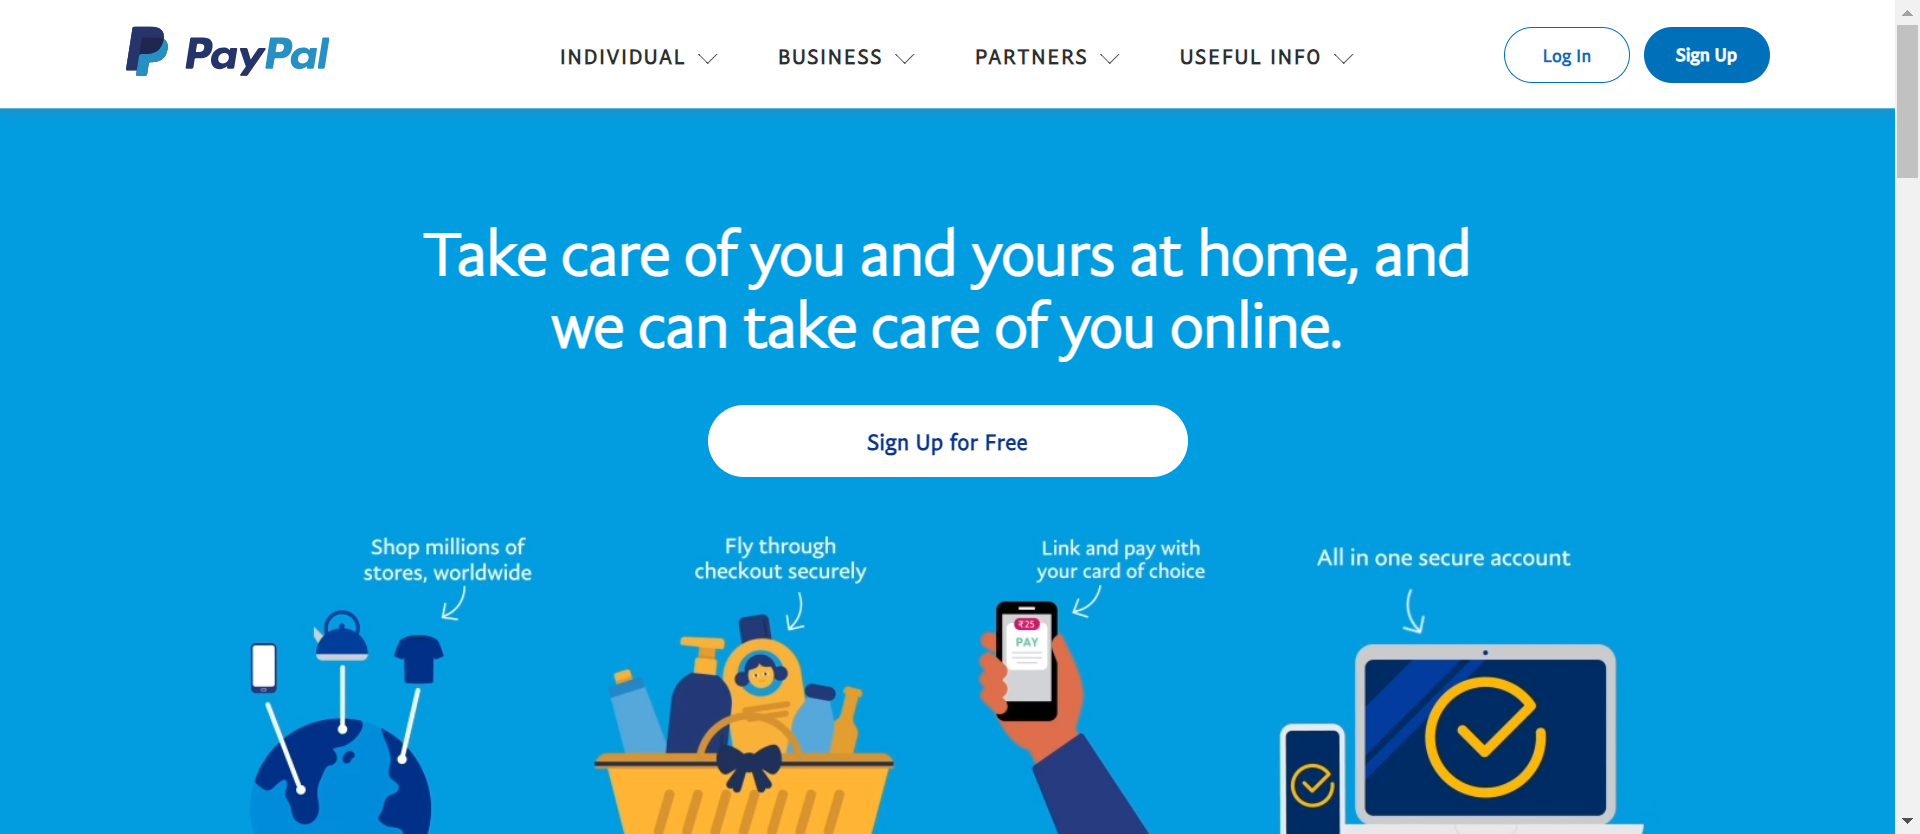 PayPal
INDIVIDUAL
BUSINESS
PARTNERS
USEFUL INFO
Log In
Sign Up
Take care of you and yours at home, and
we can take care of you online.
Sign Up for Free
Shop millions of
stores, worldwide
Fly through
checkout securely
Link and pay with
your card of choice
All in one secure account
₹25
PAY